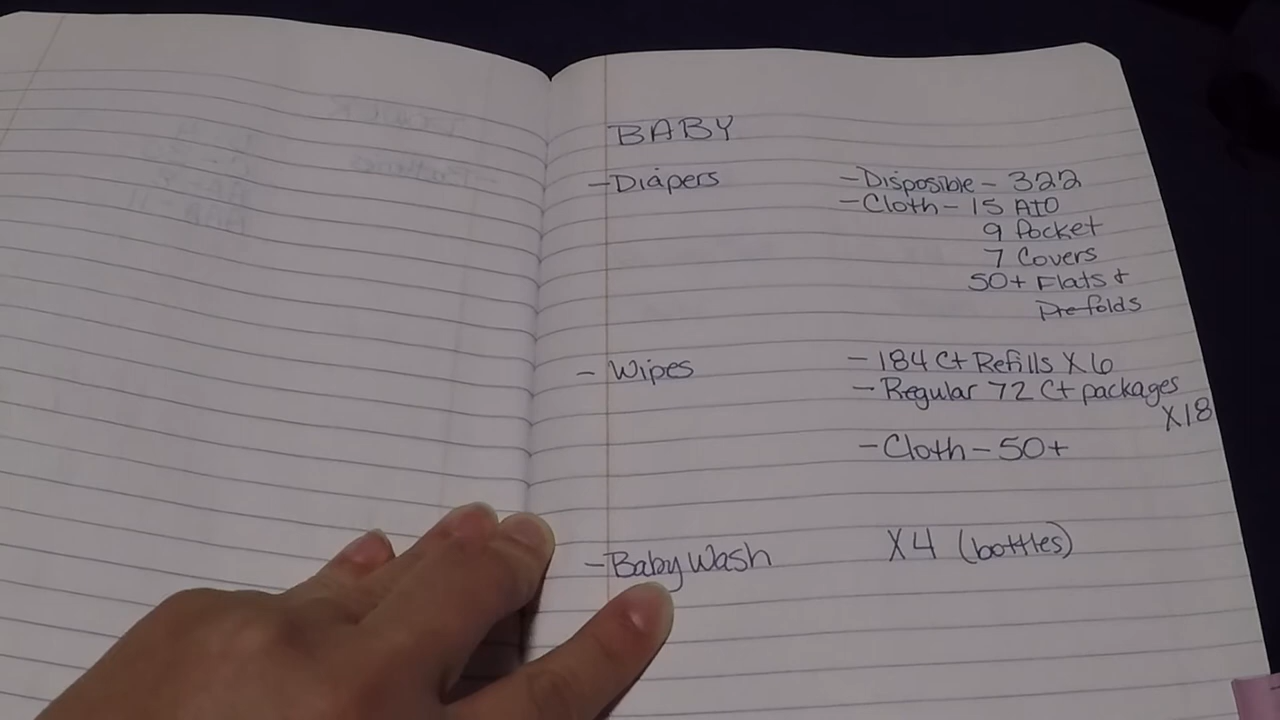 BABY
- Diapers - Disposible - 322
- Cloth - 15 AIO
9 Pocket
7 Covers
50+ Flats +
Prefolds
- Wipes - 184 Ct Refills X 6
- Regular 72 Ct packages
X18
- Cloth - 50+
- Baby Wash X4 (bottles)